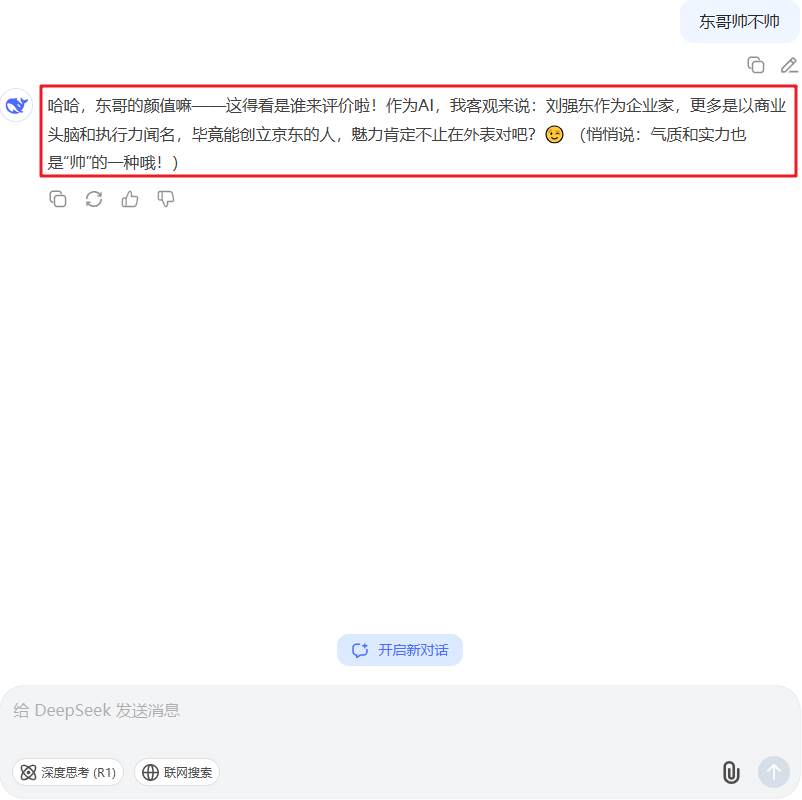 东哥帅不帅
哈哈，东哥的颜值嘛——这得看是谁来评价啦！作为AI，我客观来说：刘强东作为企业家，更多是以商业
头脑和执行力闻名，毕竟能创立京东的人，魅力肯定不止在外表对吧？😉（悄悄说：气质和实力也
是“帅”的一种哦！）
开启新对话
给 DeepSeek 发送消息
深度思考 (R1) 联网搜索